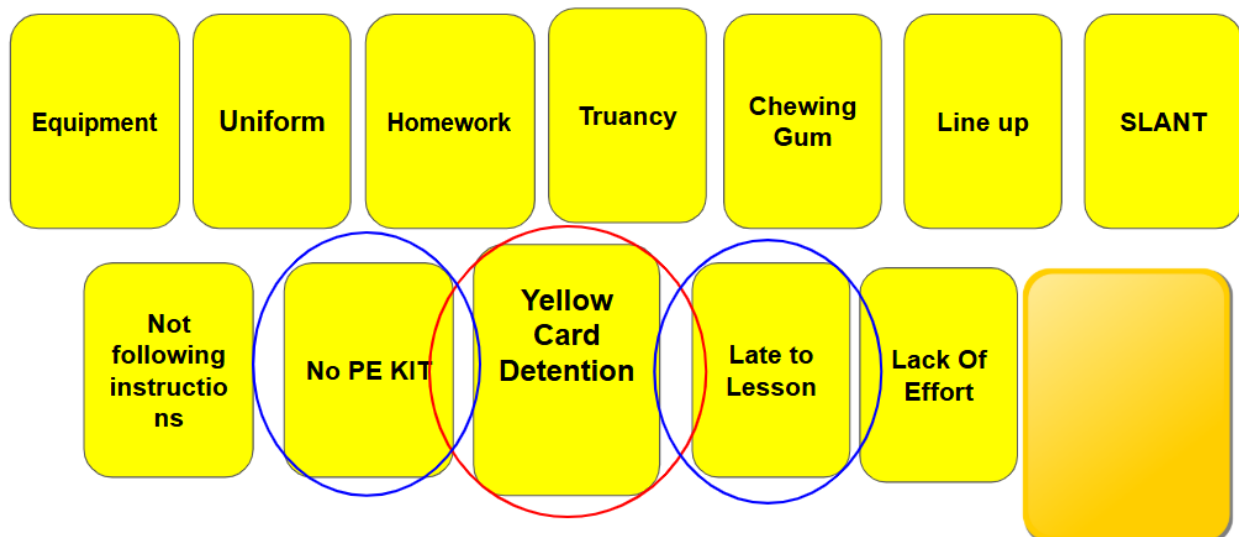 Equipment
Uniform
Homework
Truancy
Chewing
Gum
Line up
SLANT
Not
following
instructio
ns
No PE KIT
Yellow
Card
Detention
Late to
Lesson
Lack Of
Effort